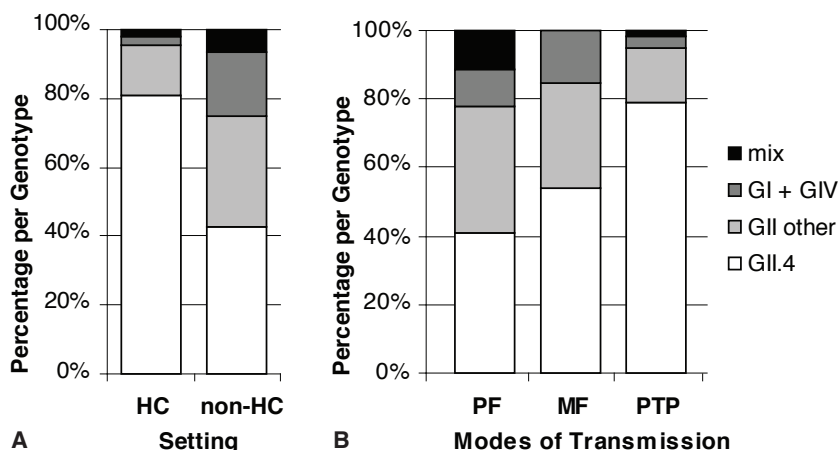 Percentage per Genotype
100%
80%
60%
40%
20%
0%
HC non-HC
A Setting
Percentage per Genotype
100%
80%
60%
40%
20%
0%
PF MF PTP
B Modes of Transmission
mix
GI + GIV
GII other
GII.4